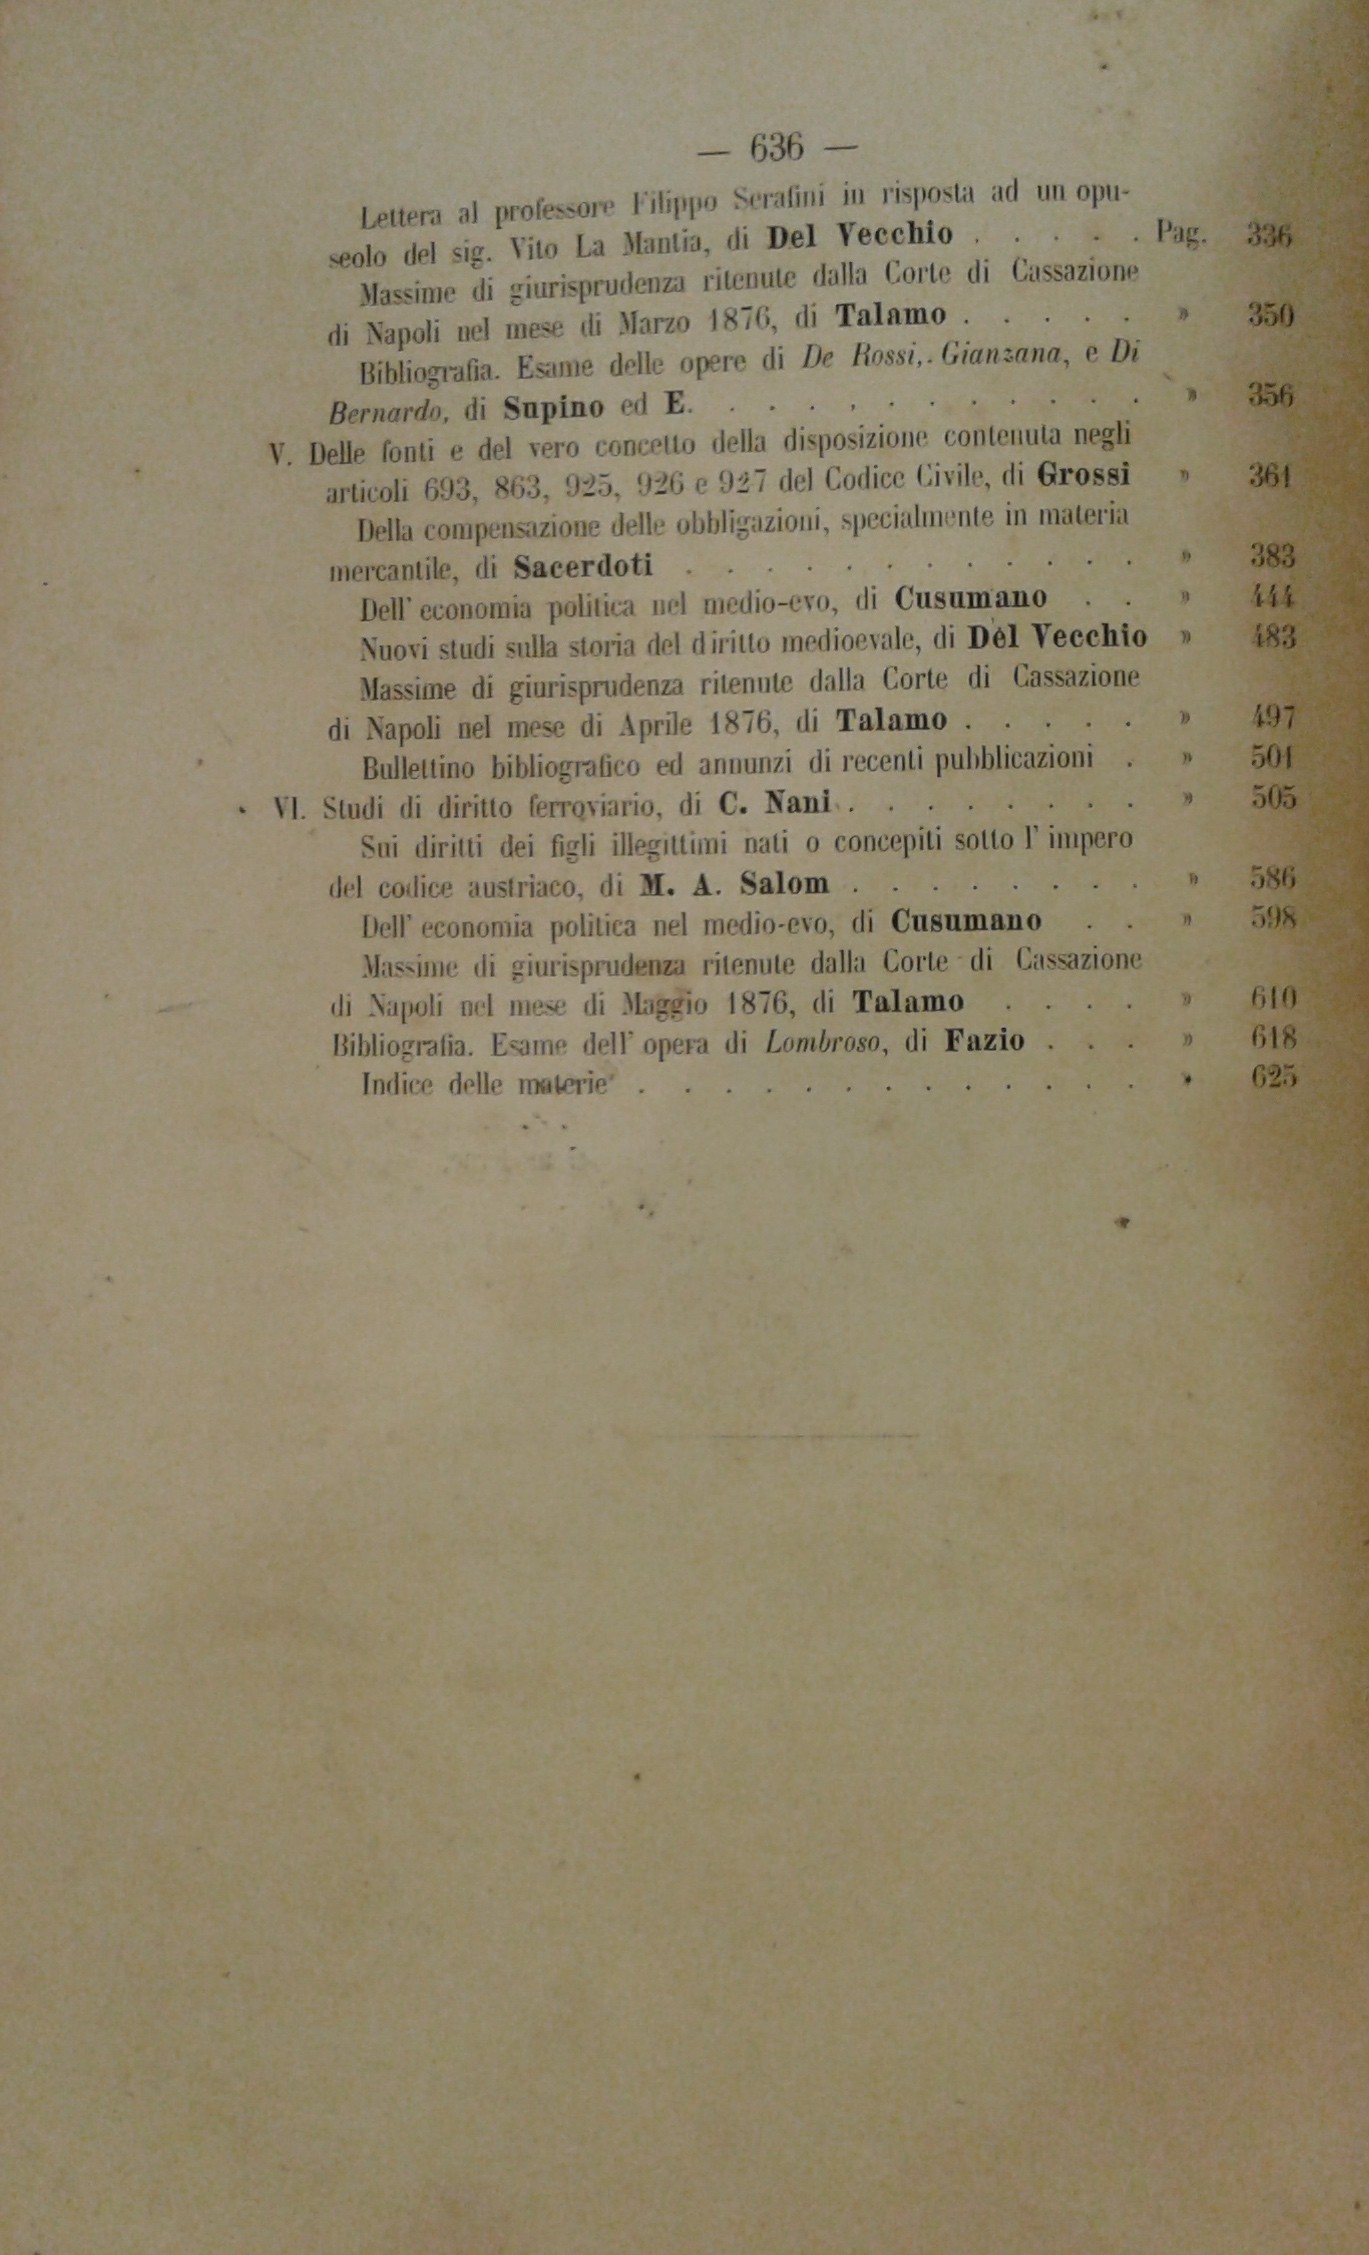 — 636 —
Lettera al professore Filippo Serafini in risposta ad un opu-
scolo del sig. Vito La Mantia, di Del Vecchio . . . . . Pag. 336
Massime di giurisprudenza ritenute dalla Corte di Cassazione
di Napoli nel mese di Marzo 1876, di Talamo . . . . . » 350
Bibliografia. Esame delle opere di De Rossi, Gianzana, e Di
Bernardo, di Supino ed E. . . . . . . . . . . . » 356
V. Delle fonti e del vero concetto della disposizione contenuta negli
articoli 693, 863, 925, 926 e 927 del Codice Civile, di Grossi » 361
Della compensazione delle obbligazioni, specialmente in materia
mercantile, di Sacerdoti . . . . . . . . . . . . » 383
Dell' economia politica nel medio-evo, di Cusumano . . » 444
Nuovi studi sulla storia del diritto medioevale, di Del Vecchio » 483
Massime di giurisprudenza ritenute dalla Corte di Cassazione
di Napoli nel mese di Aprile 1876, di Talamo . . . . . » 497
Bullettino bibliografico ed annunzi di recenti pubblicazioni . » 501
VI. Studi di diritto ferroviario, di C. Nani . . . . . . . . » 505
Sui diritti dei figli illegittimi nati o concepiti sotto l' impero
del codice austriaco, di M. A. Salom . . . . . . . . » 586
Dell' economia politica nel medio-evo, di Cusumano . . » 598
Massime di giurisprudenza ritenute dalla Corte di Cassazione
di Napoli nel mese di Maggio 1876, di Talamo . . . . » 610
Bibliografia. Esame dell' opera di Lombroso, di Fazio . . . » 618
Indice delle materie . . . . . . . . . . . . . » 625